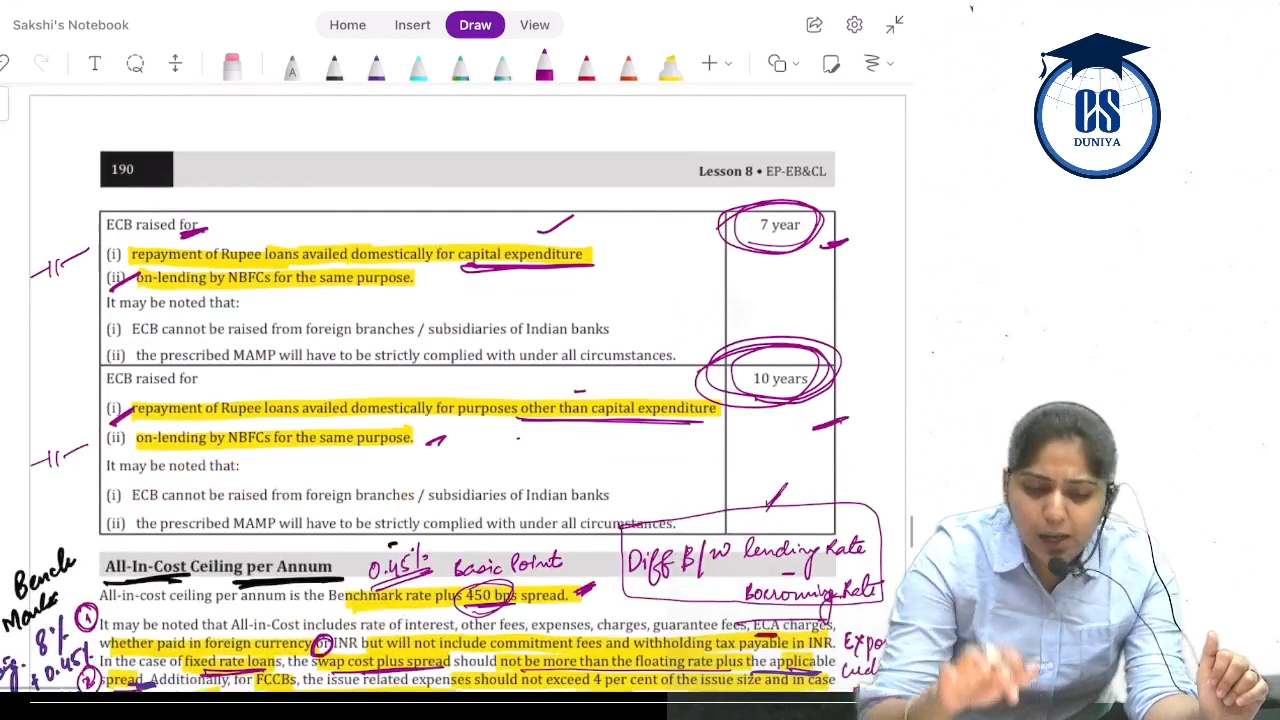 Sakshi's Notebook
Home Insert Draw View
CS
DUNIYA
190
Lesson 8 • EP-EB&CL
ECB raised for
7 year
(i) repayment of Rupee loans availed domestically for capital expenditure
(ii) on-lending by NBFCs for the same purpose.
It may be noted that:
(i) ECB cannot be raised from foreign branches / subsidiaries of Indian banks
(ii) the prescribed MAMP will have to be strictly complied with under all circumstances.
ECB raised for
10 years
(i) repayment of Rupee loans availed domestically for purposes other than capital expenditure
(ii) on-lending by NBFCs for the same purpose.
It may be noted that:
(i) ECB cannot be raised from foreign branches / subsidiaries of Indian banks
(ii) the prescribed MAMP will have to be strictly complied with under all circumstances.
Bench
Mark
All-In-Cost Ceiling per Annum
0.45% Basic Point
Diff B/w lending Rate
Borrowing Rate
All-in-cost ceiling per annum is the Benchmark rate plus 450 bps spread.
1
It may be noted that All-in-Cost includes rate of interest, other fees, expenses, charges, guarantee fees, ECA charges,
8%
whether paid in foreign currency or INR but will not include commitment fees and withholding tax payable in INR.
+0.45%
In the case of fixed rate loans, the swap cost plus spread should not be more than the floating rate plus the applicable
2
spread. Additionally, for FCCBs, the issue related expenses should not exceed 4 per cent of the issue size and in case